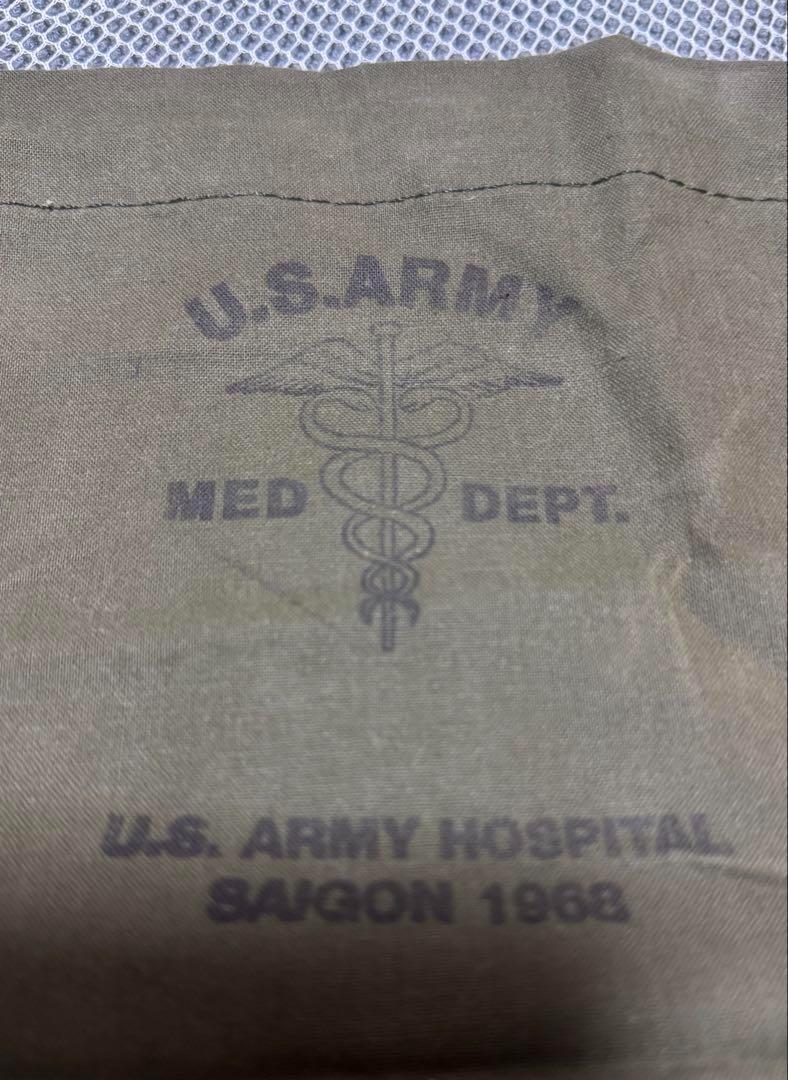 U.S.ARMY
MED DEPT.
U.S. ARMY HOSPITAL
SAIGON 1968